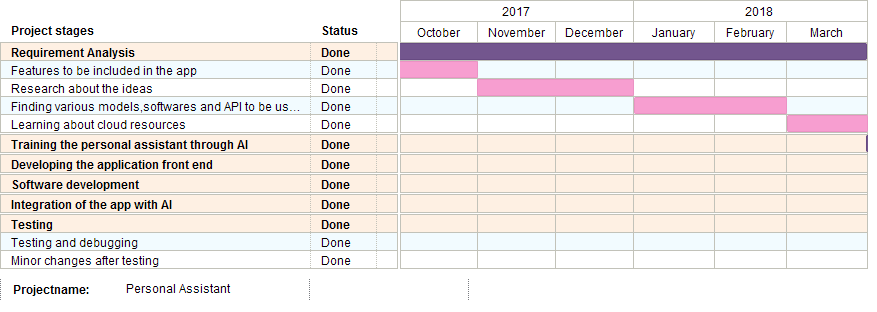 2017 2018
Project stages Status October November December January February March
Requirement Analysis Done
Features to be included in the app Done
Research about the ideas Done
Finding various models,softwares and API to be us... Done
Learning about cloud resources Done
Training the personal assistant through AI Done
Developing the application front end Done
Software development Done
Integration of the app with AI Done
Testing Done
Testing and debugging Done
Minor changes after testing Done
Projectname: Personal Assistant